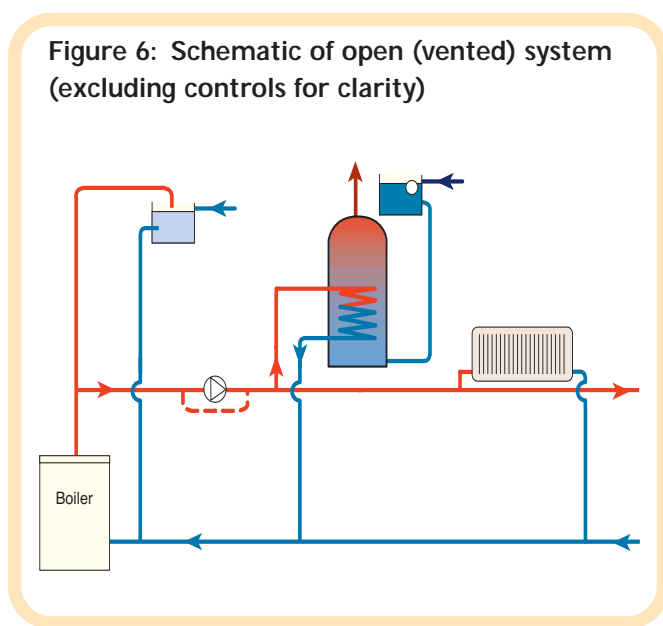 Figure 6: Schematic of open (vented) system
(excluding controls for clarity)
Boiler